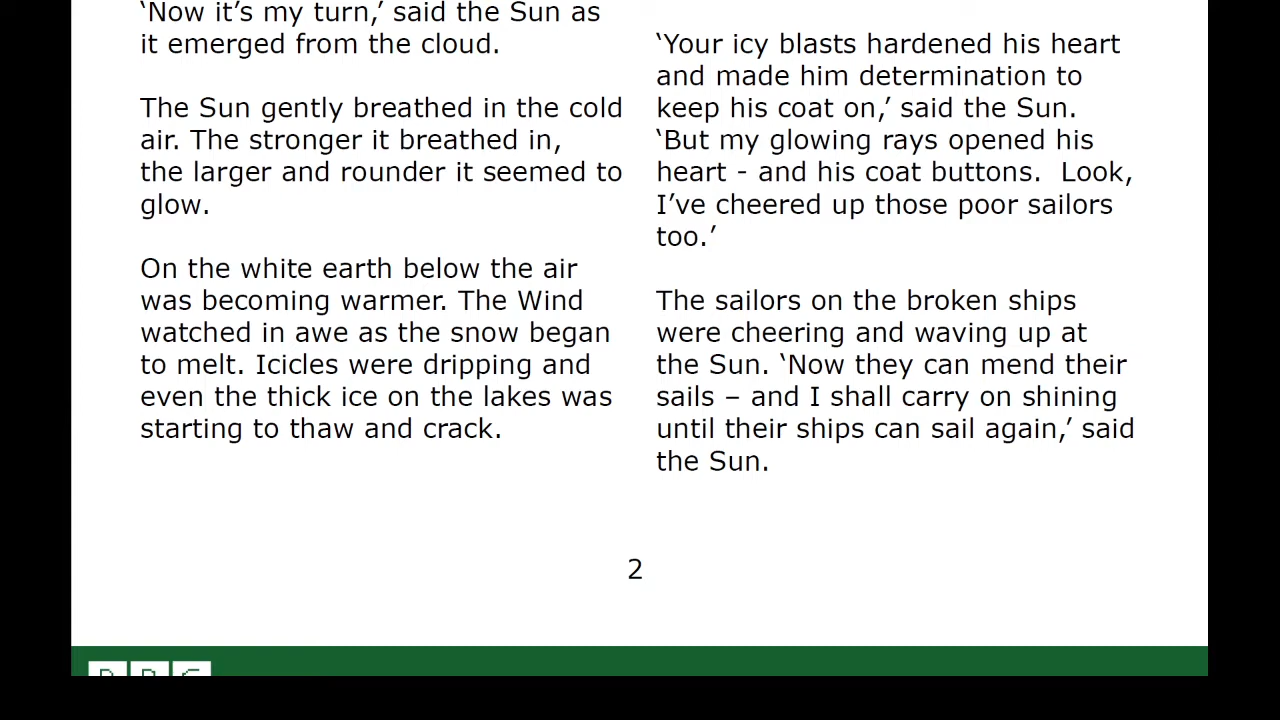 ‘Now it’s my turn,’ said the Sun as
it emerged from the cloud.
The Sun gently breathed in the cold
air. The stronger it breathed in,
the larger and rounder it seemed to
glow.
On the white earth below the air
was becoming warmer. The Wind
watched in awe as the snow began
to melt. Icicles were dripping and
even the thick ice on the lakes was
starting to thaw and crack.
‘Your icy blasts hardened his heart
and made him determination to
keep his coat on,’ said the Sun.
‘But my glowing rays opened his
heart - and his coat buttons.  Look,
I’ve cheered up those poor sailors
too.’
The sailors on the broken ships
were cheering and waving up at
the Sun. ‘Now they can mend their
sails – and I shall carry on shining
until their ships can sail again,’ said
the Sun.
2